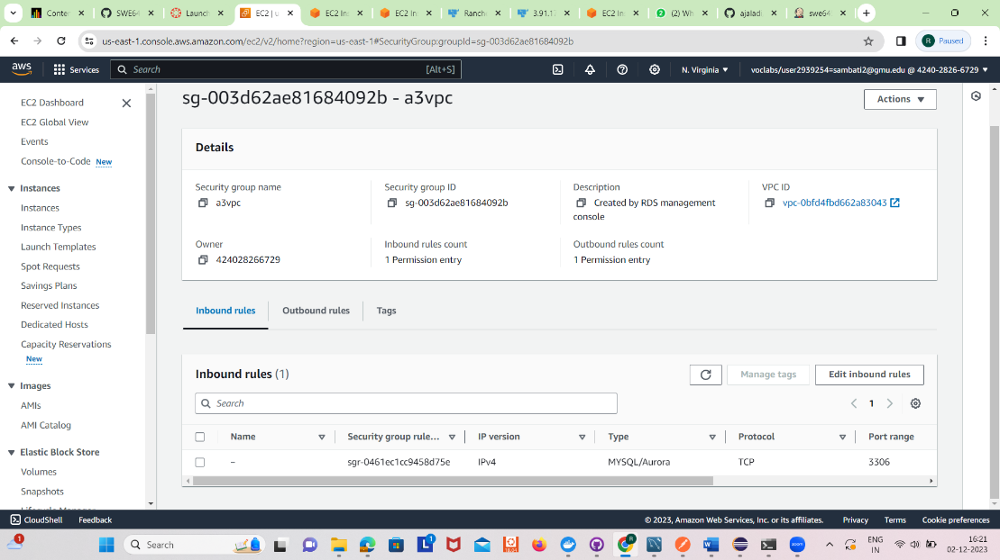 Conten
SWE64
Launch
EC2 | u
EC2 In
EC2 In
Ranch
3.91.1
EC2 In
(2) Wh
ajaladi
swe64
us-east-1.console.aws.amazon.com/ec2/v2/home?region=us-east-1#SecurityGroup:groupId=sg-003d62ae81684092b
R Paused
aws Services Search [Alt+S] N. Virginia voclabs/user2939254=sambati2@gmu.edu @ 4240-2826-6729
EC2 Dashboard
EC2 Global View
Events
Console-to-Code New
Instances
Instances
Instance Types
Launch Templates
Spot Requests
Savings Plans
Reserved Instances
Dedicated Hosts
Capacity Reservations
New
Images
AMIs
AMI Catalog
Elastic Block Store
Volumes
Snapshots
sg-003d62ae81684092b - a3vpc
Actions
Details
Security group name
a3vpc
Security group ID
sg-003d62ae81684092b
Description
Created by RDS management
console
VPC ID
vpc-0bfd4fbd662a83043
Owner
424028266729
Inbound rules count
1 Permission entry
Outbound rules count
1 Permission entry
Inbound rules Outbound rules Tags
Inbound rules (1)
Manage tags
Edit inbound rules
Search
1
Name Security group rule... IP version Type Protocol Port range
– sgr-0461ec1cc9458d75e IPv4 MYSQL/Aurora TCP 3306
CloudShell Feedback © 2023, Amazon Web Services, Inc. or its affiliates. Privacy Terms Cookie preferences
1
Search
1
R
zoom
ENG
IN
16:21
02-12-2023